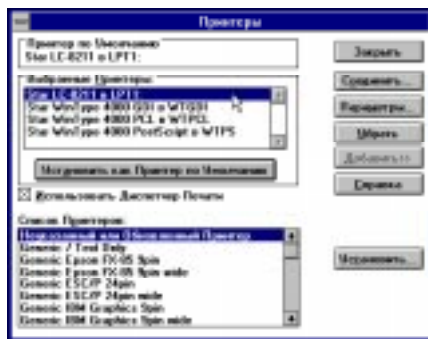 Принтеры
Принтер по Умолчанию
Star LC-8211 в LPT1:
Закрыть
Соединить...
Выбранные Принтеры:
Star LC-8211 в LPT1:
Star WinType 4000 GDI в WTGDI
Star WinType 4000 PCL в WTPCL
Star WinType 4000 PostScript в WTPS
Параметры...
Убрать
Установить как Принтер по Умолчанию
Добавить >>
Справка
Использовать Диспетчер Печати
Список Принтеров:
Неуказанный или Обновленный Принтер
Generic / Text Only
Generic Epson FX-85 9pin
Generic Epson FX-85 9pin wide
Generic ESC/P 24pin
Generic ESC/P 24pin wide
Generic IBM Graphics 9pin
Generic IBM Graphics 9pin wide
Установить...